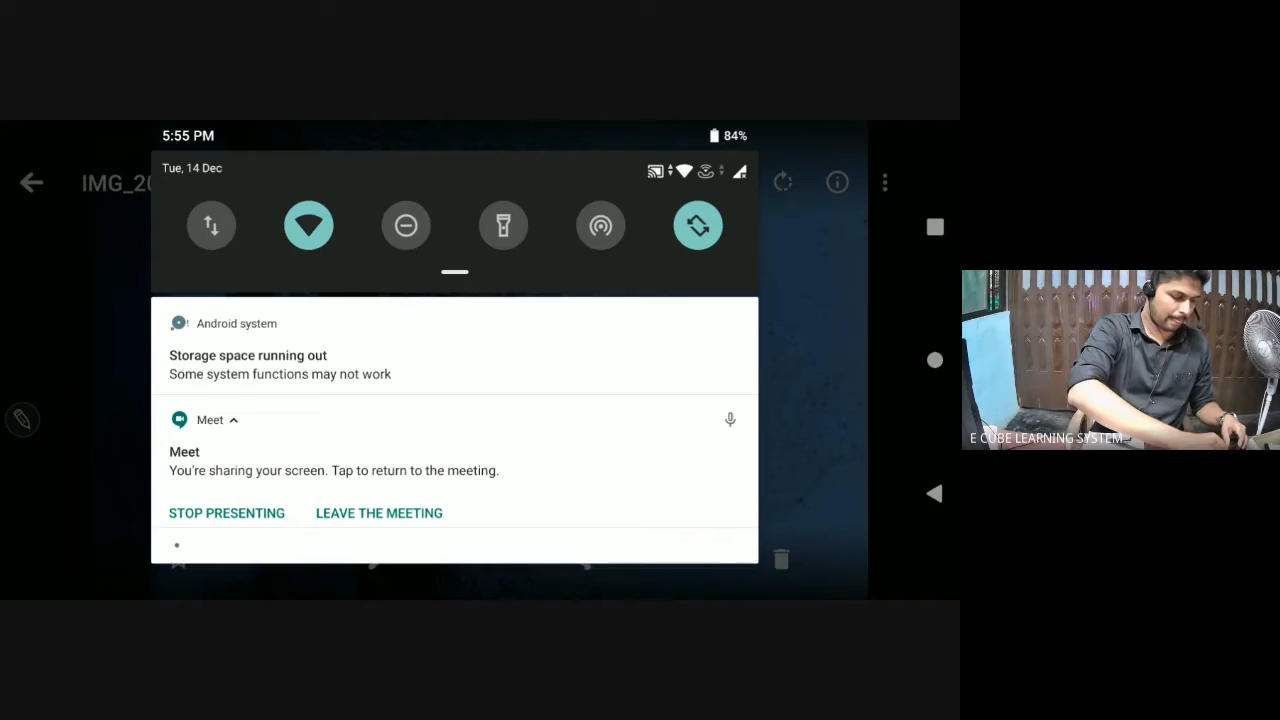 5:55 PM
84%
Tue, 14 Dec
IMG_20
Android system
Storage space running out
Some system functions may not work
Meet
Meet
You're sharing your screen. Tap to return to the meeting.
STOP PRESENTING
LEAVE THE MEETING
E CUBE LEARNING SYSTEM